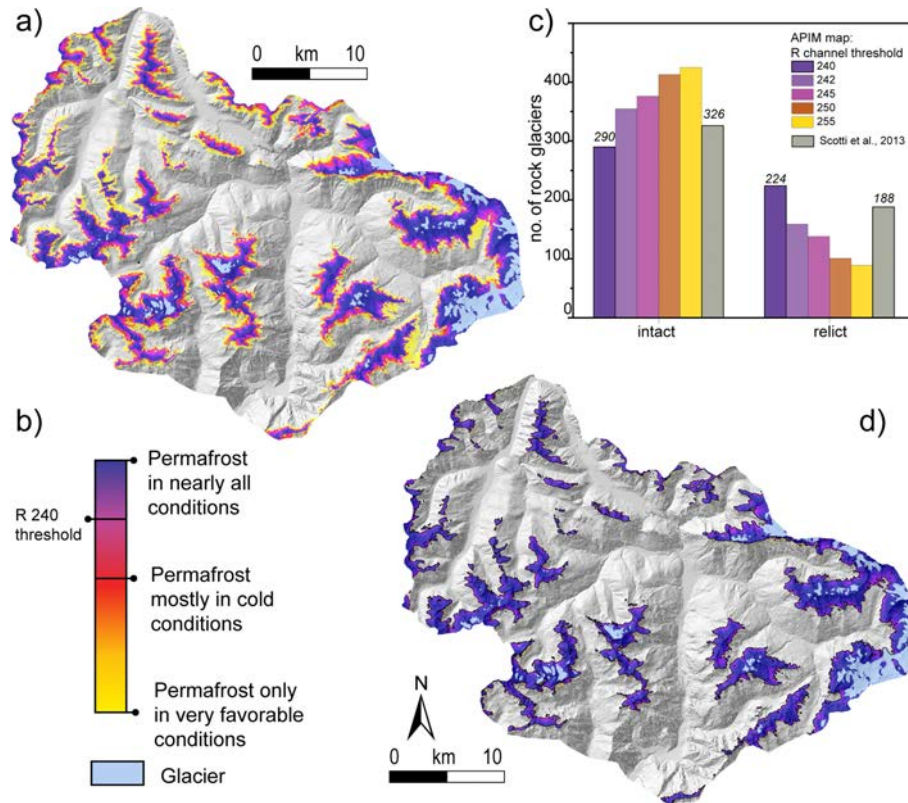 a)
0 km 10
c)
no. of rock glaciers
400
300
200
100
0
290
326
224
188
intact
relict
APIM map:
R channel threshold
240
242
245
250
255
Scotti et al., 2013
b)
Permafrost
in nearly all
conditions
R 240
threshold
Permafrost
mostly in cold
conditions
Permafrost only
in very favorable
conditions
Glacier
d)
N
0 km 10